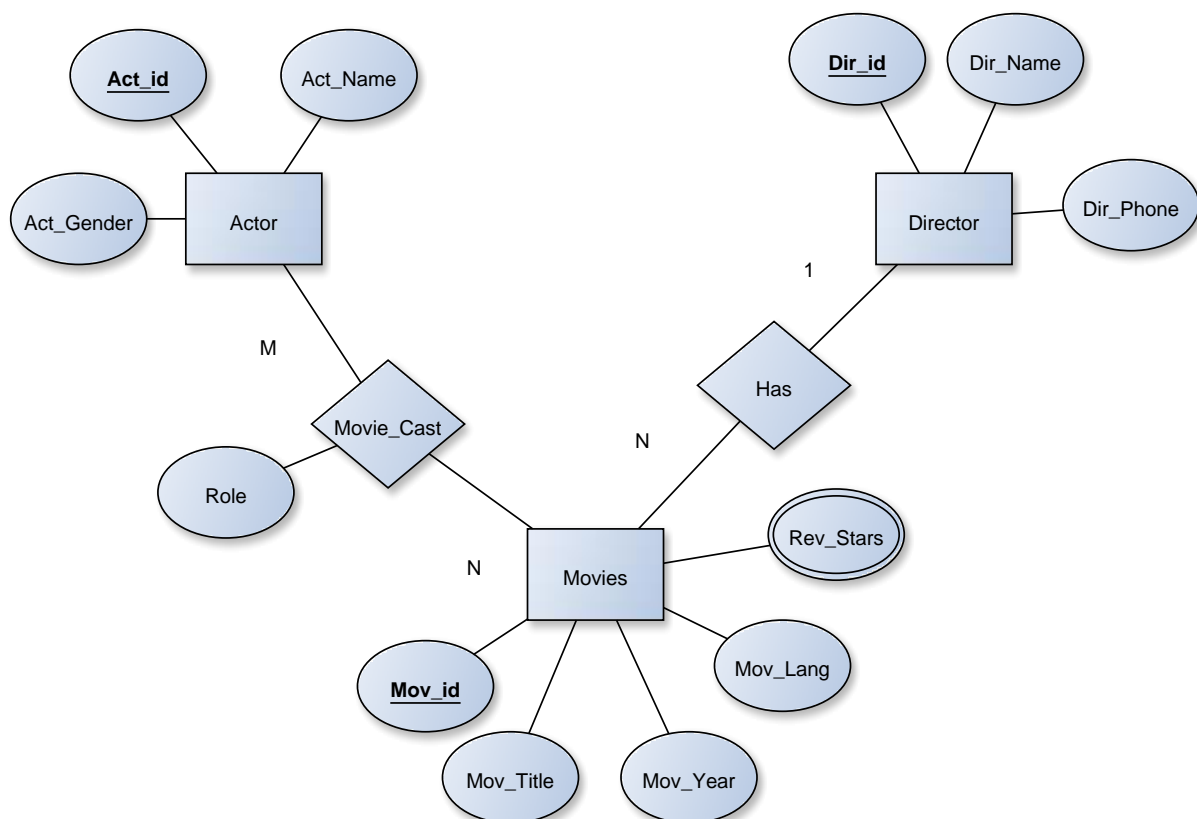 Act_id
Act_Name
Dir_id
Dir_Name
Act_Gender
Actor
Director
Dir_Phone
1
M
Has
Movie_Cast
N
Role
Rev_Stars
N
Movies
Mov_Lang
Mov_id
Mov_Title
Mov_Year